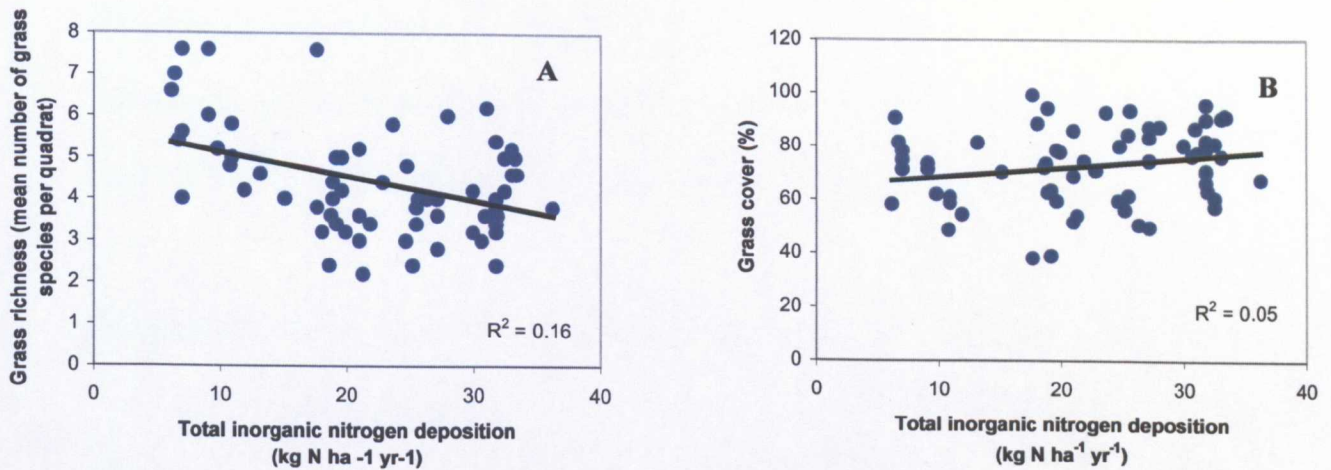 Grass richness (mean number of grass
species per quadrat)
8
7
6
5
4
3
2
1
0
A
R² = 0.16
0 10 20 30 40
Total inorganic nitrogen deposition
(kg N ha -1 yr-1)
Grass cover (%)
120
100
80
60
40
20
0
B
R² = 0.05
0 10 20 30 40
Total inorganic nitrogen deposition
(kg N ha⁻¹ yr⁻¹)